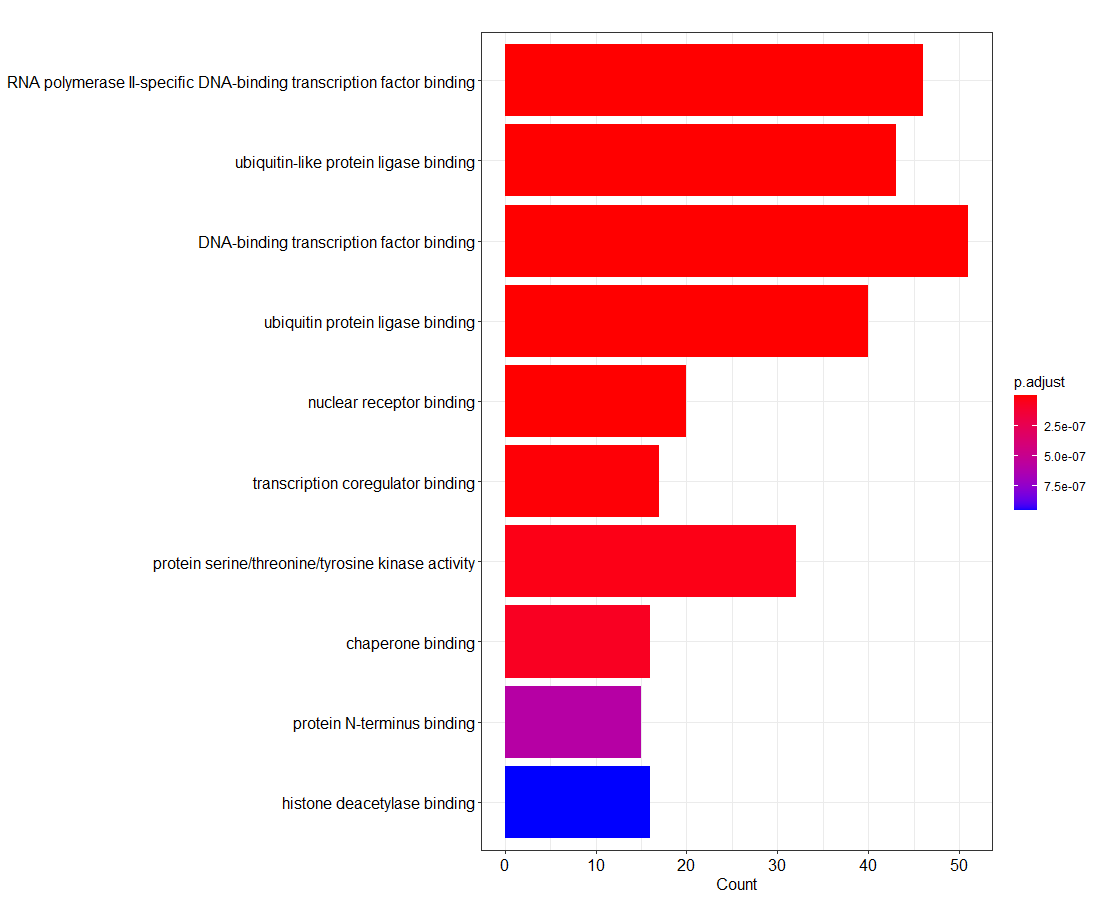 RNA polymerase II-specific DNA-binding transcription factor binding
ubiquitin-like protein ligase binding
DNA-binding transcription factor binding
ubiquitin protein ligase binding
nuclear receptor binding
transcription coregulator binding
protein serine/threonine/tyrosine kinase activity
chaperone binding
protein N-terminus binding
histone deacetylase binding
0 10 20 30 40 50
Count
p.adjust
2.5e-07
5.0e-07
7.5e-07